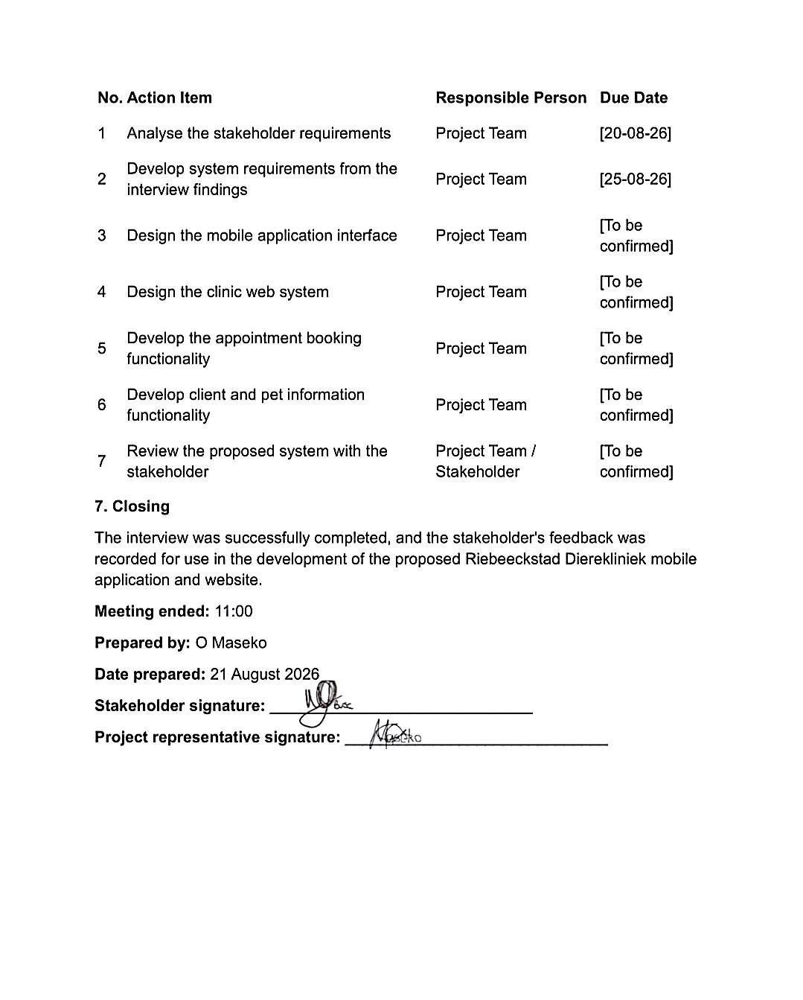 No. Action Item Responsible Person Due Date
1 Analyse the stakeholder requirements Project Team [20-08-26]
2 Develop system requirements from the interview findings Project Team [25-08-26]
3 Design the mobile application interface Project Team [To be confirmed]
4 Design the clinic web system Project Team [To be confirmed]
5 Develop the appointment booking functionality Project Team [To be confirmed]
6 Develop client and pet information functionality Project Team [To be confirmed]
7 Review the proposed system with the stakeholder Project Team / Stakeholder [To be confirmed]
7. Closing
The interview was successfully completed, and the stakeholder's feedback was
recorded for use in the development of the proposed Riebeeckstad Dierekliniek mobile
application and website.
Meeting ended: 11:00
Prepared by: O Maseko
Date prepared: 21 August 2026
Stakeholder signature:
Project representative signature: Maseko